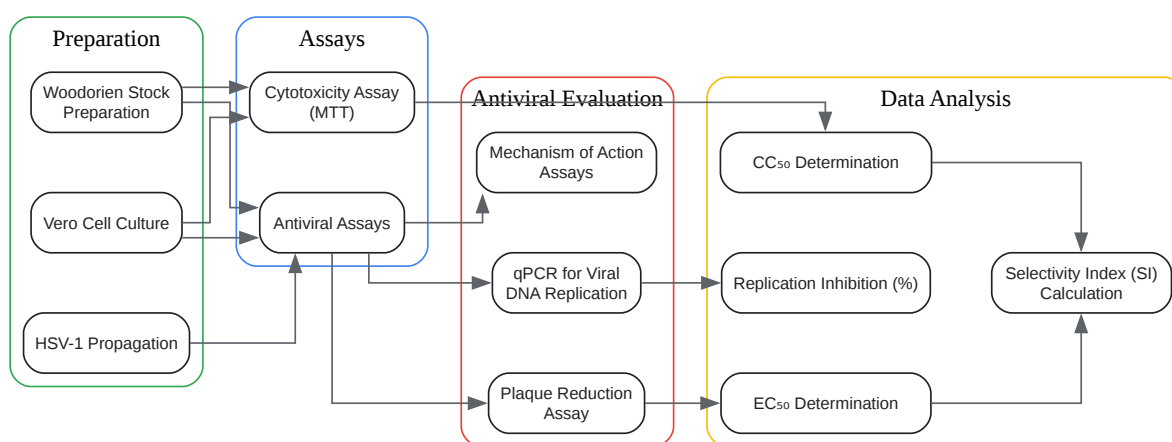 Preparation
Woodorien Stock
Preparation
Vero Cell Culture
HSV-1 Propagation
Assays
Cytotoxicity Assay
(MTT)
Antiviral Assays
Antiviral Evaluation
Mechanism of Action
Assays
qPCR for Viral
DNA Replication
Plaque Reduction
Assay
Data Analysis
CC₅₀ Determination
Replication Inhibition (%)
EC₅₀ Determination
Selectivity Index (SI)
Calculation